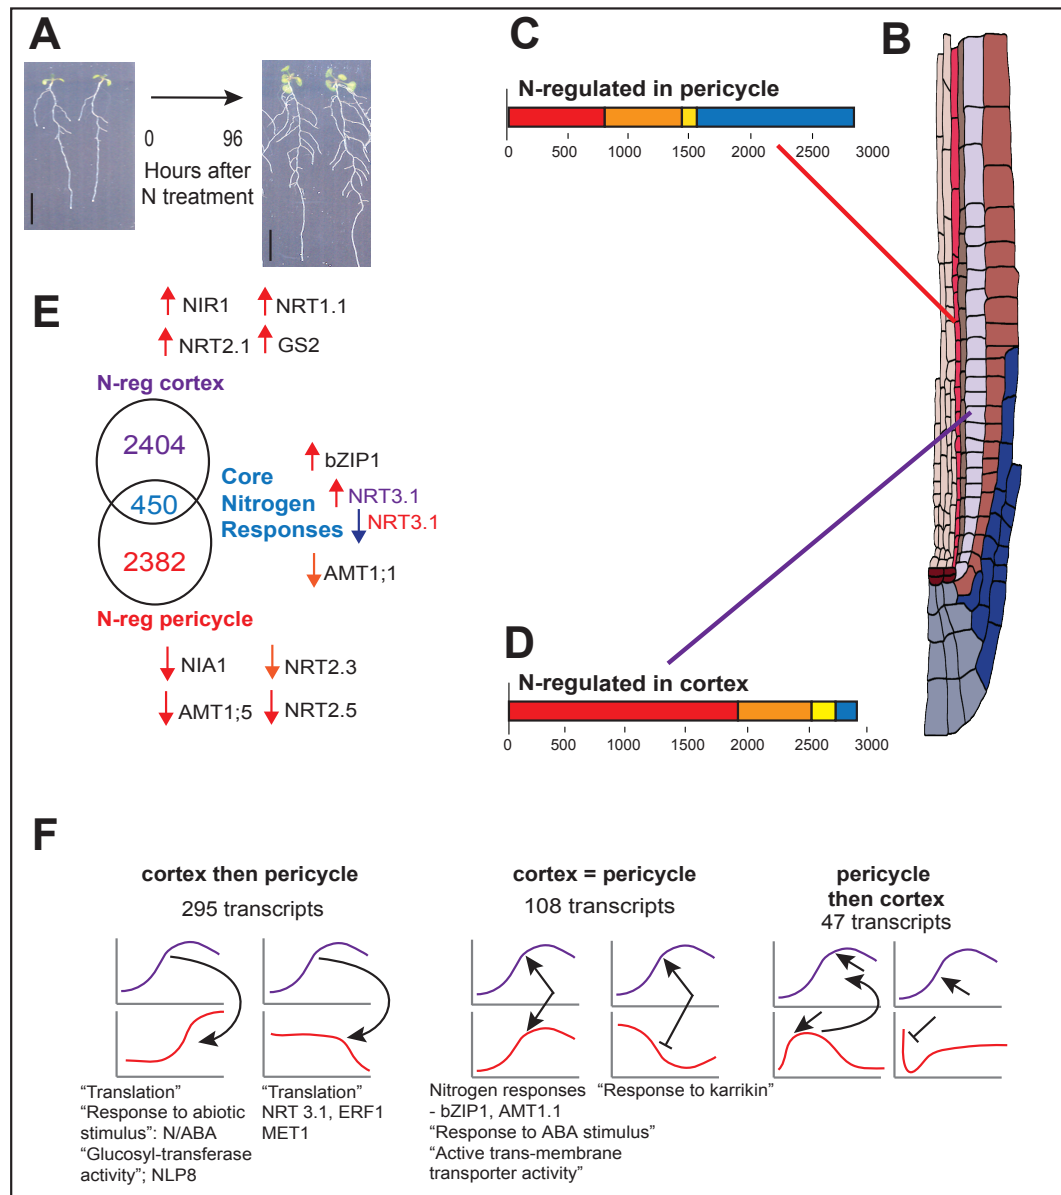 A
0
96
Hours after
N treatment
C
N-regulated in pericycle
0
500
1000
1500
2000
2500
3000
B
E
NIR1
NRT1.1
NRT2.1
GS2
N-reg cortex
2404
450
2382
Core
Nitrogen
Responses
bZIP1
NRT3.1
NRT3.1
AMT1;1
N-reg pericycle
NIA1
NRT2.3
AMT1;5
NRT2.5
D
N-regulated in cortex
0
500
1000
1500
2000
2500
3000
F
cortex then pericycle
295 transcripts
“Translation”
“Response to abiotic
stimulus”: N/ABA
“Glucosyl-transferase
activity”; NLP8
“Translation”
NRT 3.1, ERF1
MET1
cortex = pericycle
108 transcripts
Nitrogen responses
- bZIP1, AMT1.1
“Response to ABA stimulus”
“Active trans-membrane
transporter activity”
“Response to karrikin”
pericycle
then cortex
47 transcripts